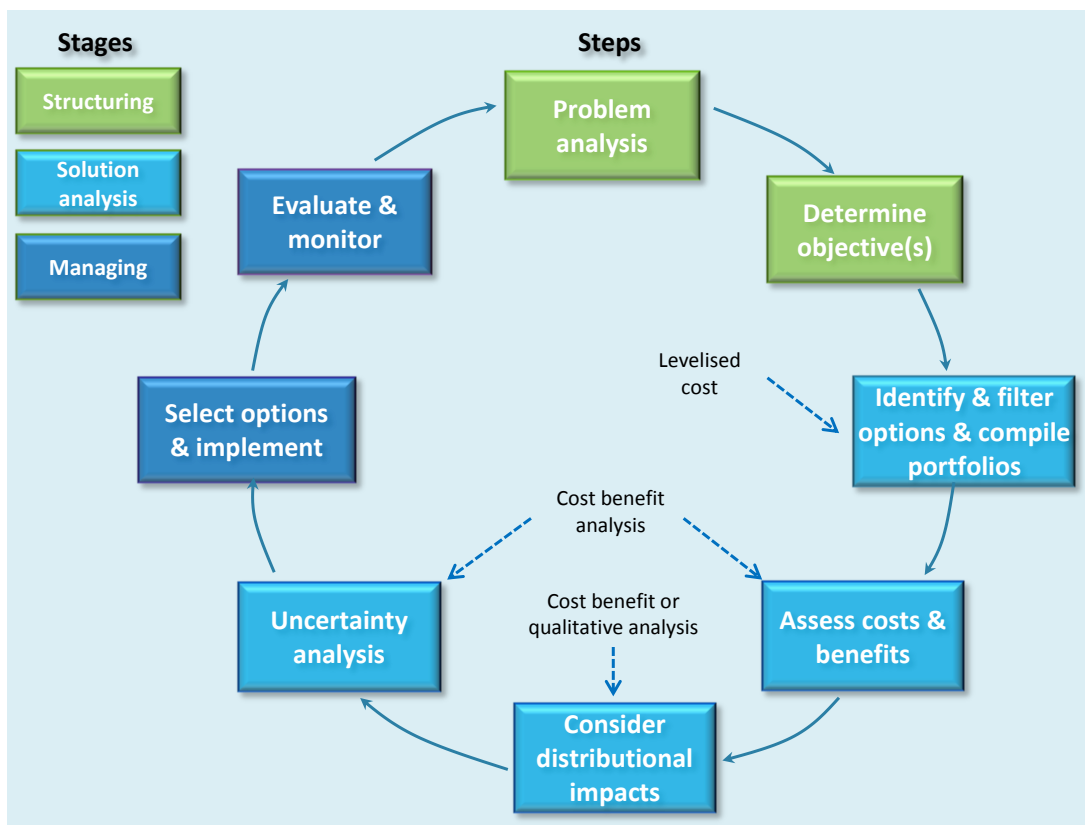 Stages
Structuring
Solution
analysis
Managing
Steps
Problem
analysis
Determine
objective(s)
Identify & filter
options & compile
portfolios
Assess costs &
benefits
Consider
distributional
impacts
Uncertainty
analysis
Select options
& implement
Evaluate &
monitor
Levelised
cost
Cost benefit
analysis
Cost benefit or
qualitative analysis